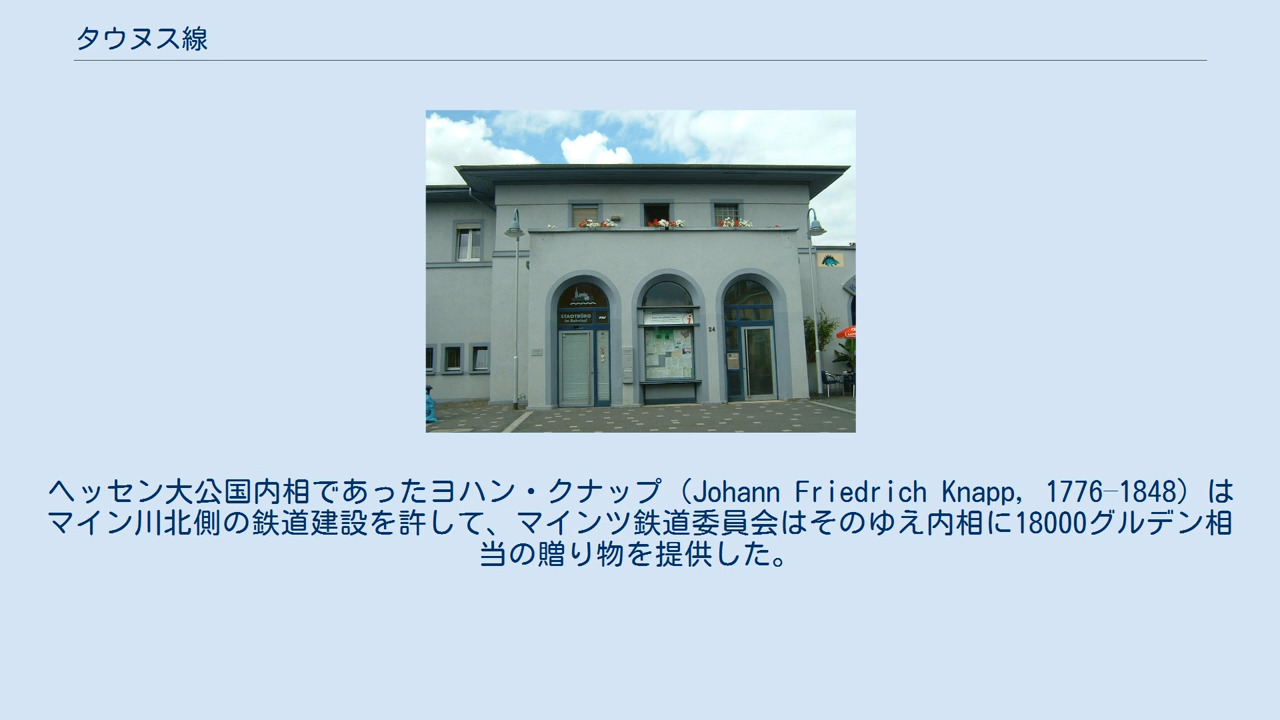 タウヌス線
STADTBÜRO
im Bahnhof
24
ヘッセン大公国内相であったヨハン・クナップ（Johann Friedrich Knapp, 1776–1848）は
マイン川北側の鉄道建設を許して、マインツ鉄道委員会はそのゆえ内相に18000グルデン相
当の贈り物を提供した。